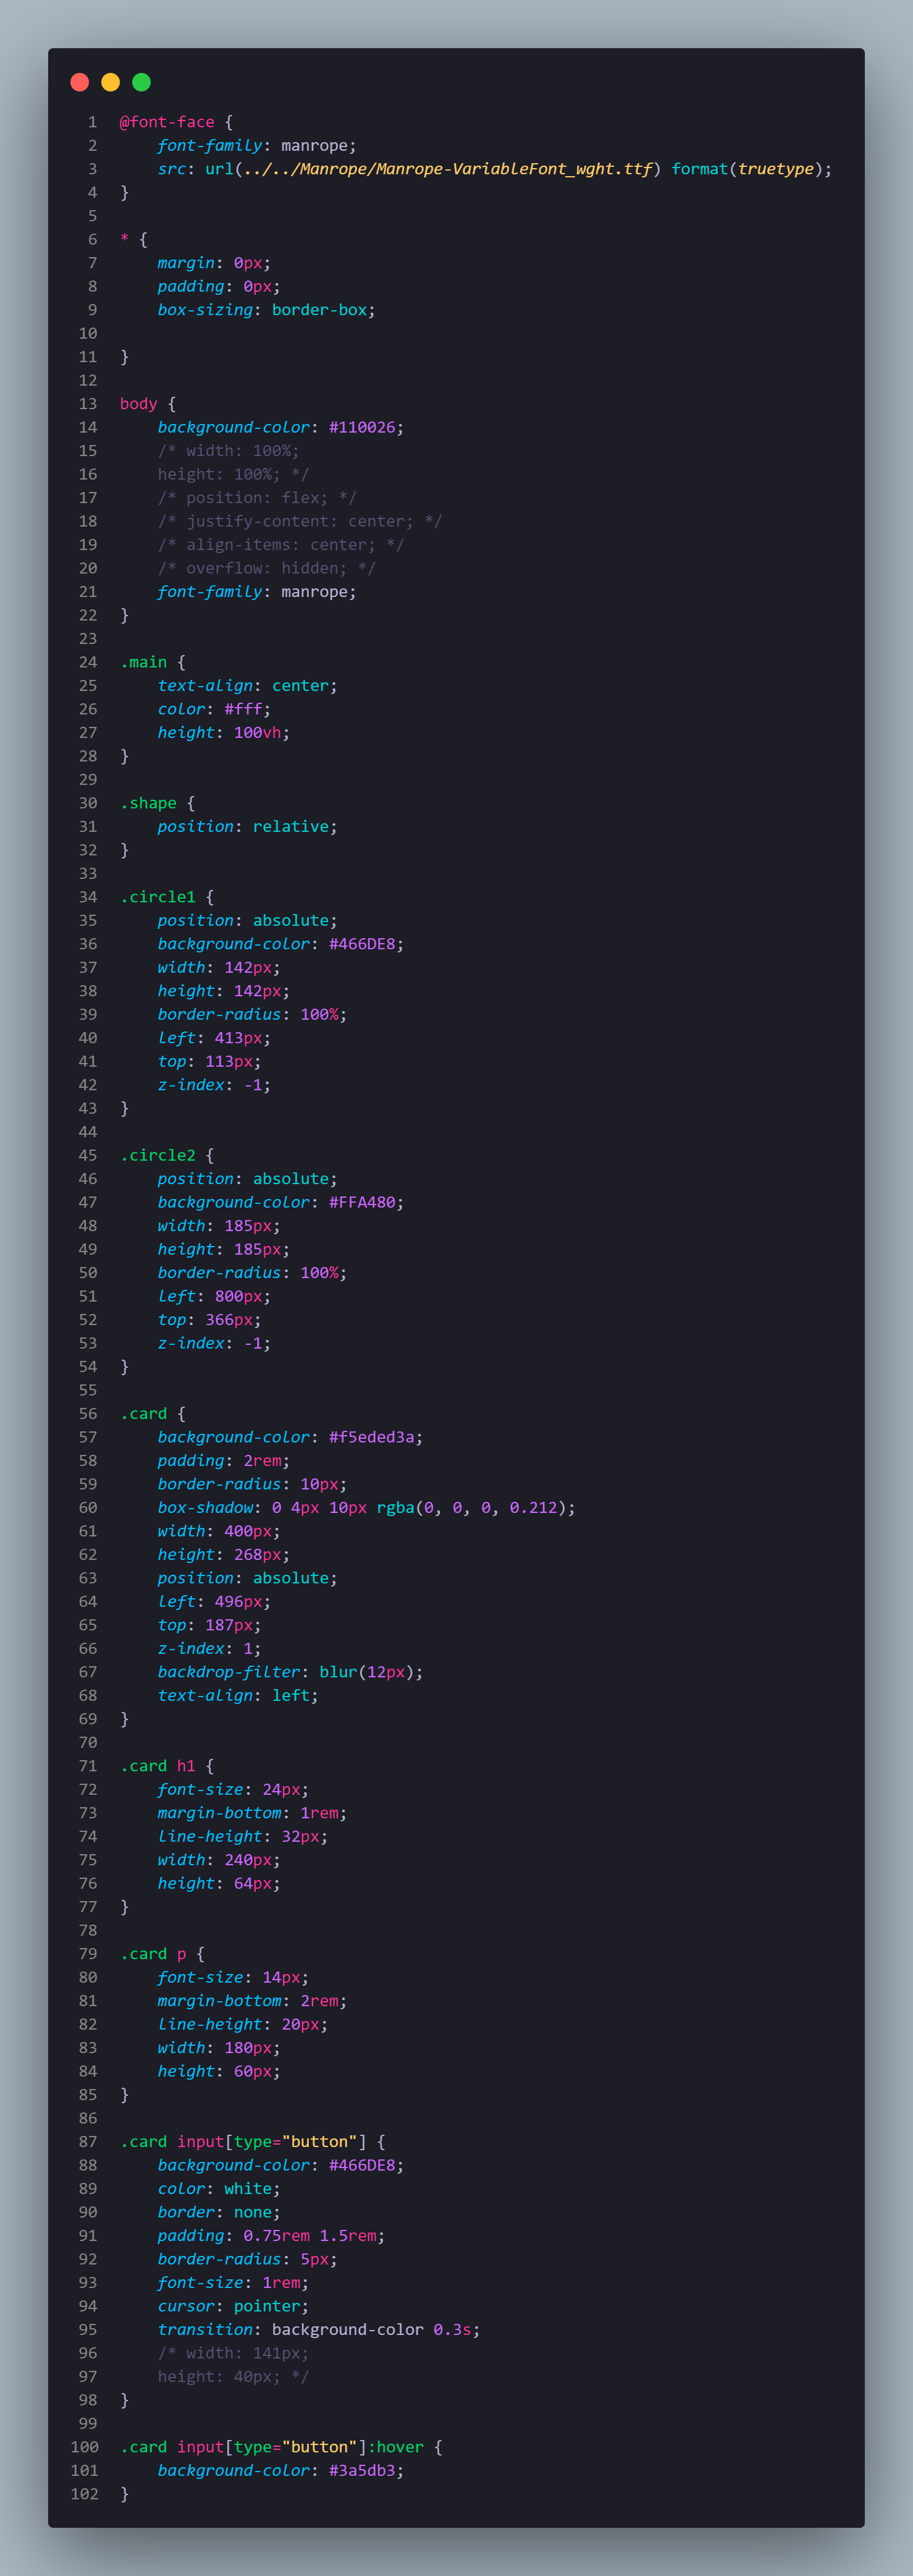 1 @font-face {
2     font-family: manrope;
3     src: url(../../Manrope/Manrope-VariableFont_wght.ttf) format(truetype);
4 }
5
6 * {
7     margin: 0px;
8     padding: 0px;
9     box-sizing: border-box;
10
11 }
12
13 body {
14     background-color: #110026;
15     /* width: 100%;
16     height: 100%; */
17     /* position: flex; */
18     /* justify-content: center; */
19     /* align-items: center; */
20     /* overflow: hidden; */
21     font-family: manrope;
22 }
23
24 .main {
25     text-align: center;
26     color: #fff;
27     height: 100vh;
28 }
29
30 .shape {
31     position: relative;
32 }
33
34 .circle1 {
35     position: absolute;
36     background-color: #466DE8;
37     width: 142px;
38     height: 142px;
39     border-radius: 100%;
40     left: 413px;
41     top: 113px;
42     z-index: -1;
43 }
44
45 .circle2 {
46     position: absolute;
47     background-color: #FFA480;
48     width: 185px;
49     height: 185px;
50     border-radius: 100%;
51     left: 800px;
52     top: 366px;
53     z-index: -1;
54 }
55
56 .card {
57     background-color: #f5eded3a;
58     padding: 2rem;
59     border-radius: 10px;
60     box-shadow: 0 4px 10px rgba(0, 0, 0, 0.212);
61     width: 400px;
62     height: 268px;
63     position: absolute;
64     left: 496px;
65     top: 187px;
66     z-index: 1;
67     backdrop-filter: blur(12px);
68     text-align: left;
69 }
70
71 .card h1 {
72     font-size: 24px;
73     margin-bottom: 1rem;
74     line-height: 32px;
75     width: 240px;
76     height: 64px;
77 }
78
79 .card p {
80     font-size: 14px;
81     margin-bottom: 2rem;
82     line-height: 20px;
83     width: 180px;
84     height: 60px;
85 }
86
87 .card input[type="button"] {
88     background-color: #466DE8;
89     color: white;
90     border: none;
91     padding: 0.75rem 1.5rem;
92     border-radius: 5px;
93     font-size: 1rem;
94     cursor: pointer;
95     transition: background-color 0.3s;
96     /* width: 141px;
97     height: 40px; */
98 }
99
100 .card input[type="button"]:hover {
101     background-color: #3a5db3;
102 }